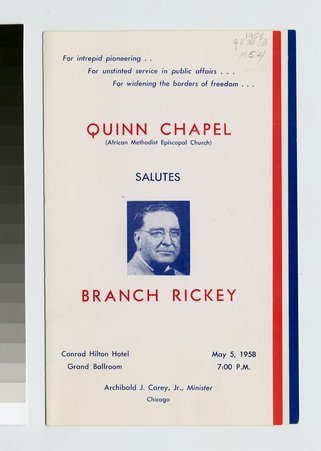 For intrepid pioneering . .
For unstinted service in public affairs . . .
For widening the borders of freedom . . .
QUINN CHAPEL
(African Methodist Episcopal Church)
SALUTES
BRANCH RICKEY
Conrad Hilton Hotel
Grand Ballroom
May 5, 1958
7:00 P.M.
Archibald J. Carey, Jr., Minister
Chicago